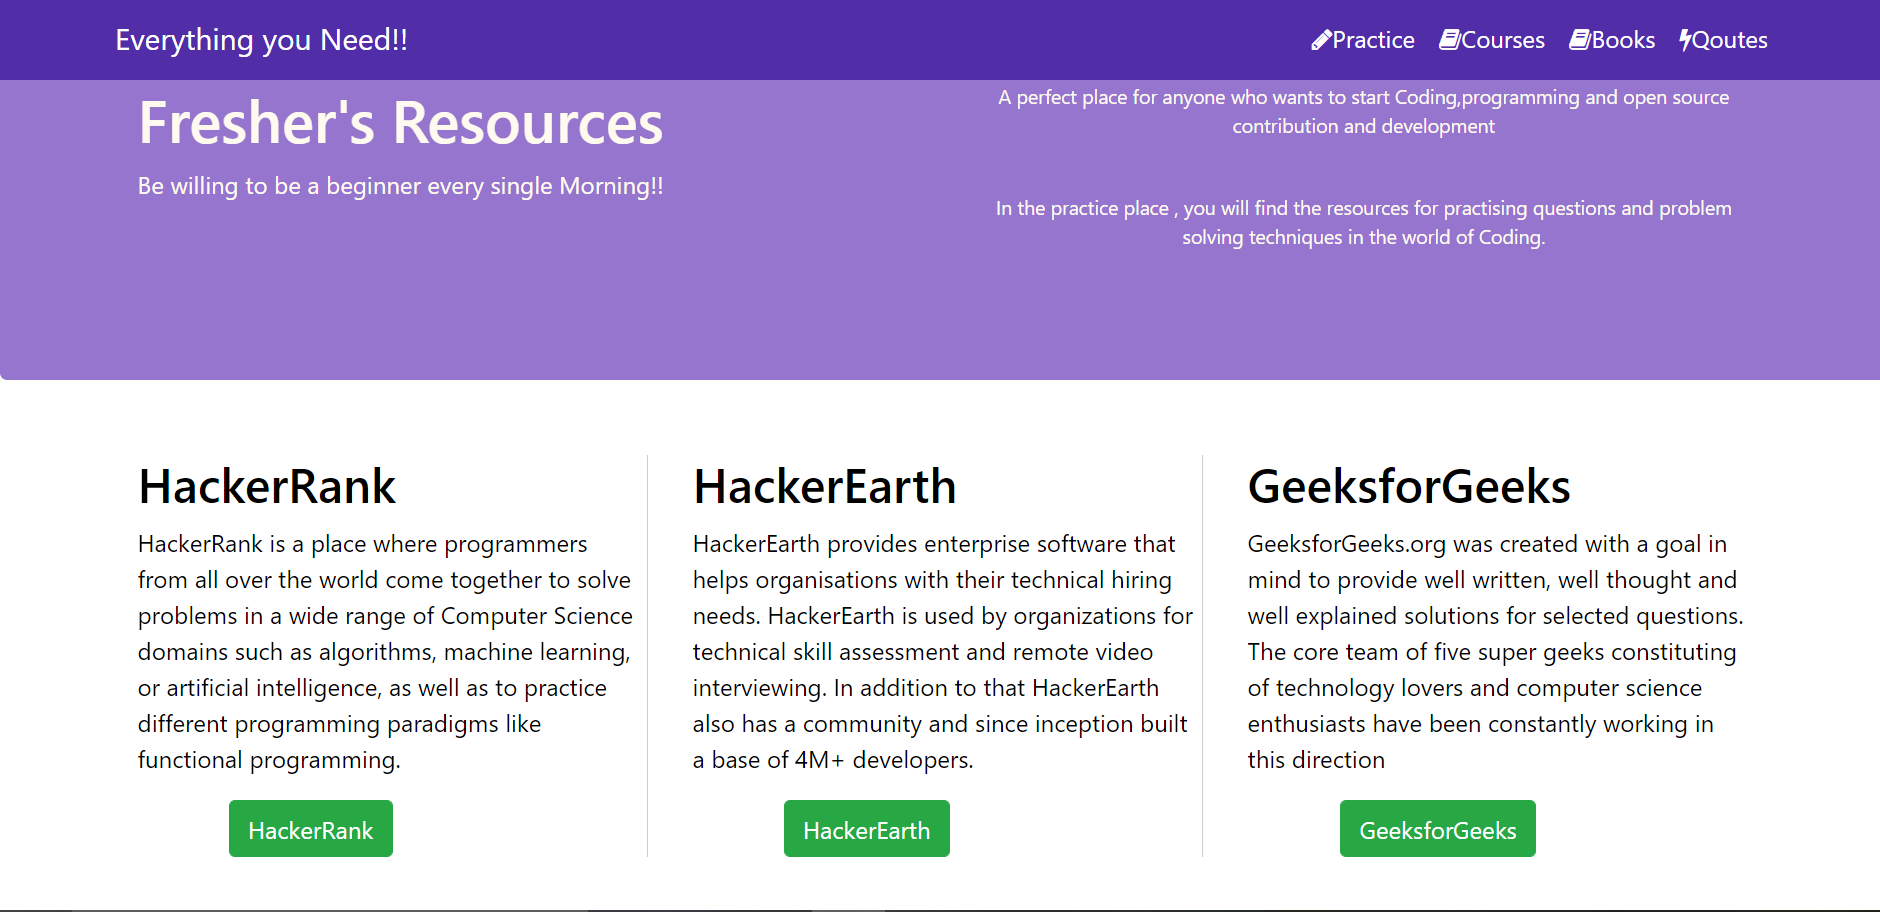 Everything you Need!!
Practice
Courses
Books
Qoutes
Fresher's Resources
Be willing to be a beginner every single Morning!!
A perfect place for anyone who wants to start Coding,programming and open source
contribution and development
In the practice place , you will find the resources for practising questions and problem
solving techniques in the world of Coding.
HackerRank
HackerRank is a place where programmers
from all over the world come together to solve
problems in a wide range of Computer Science
domains such as algorithms, machine learning,
or artificial intelligence, as well as to practice
different programming paradigms like
functional programming.
HackerRank
HackerEarth
HackerEarth provides enterprise software that
helps organisations with their technical hiring
needs. HackerEarth is used by organizations for
technical skill assessment and remote video
interviewing. In addition to that HackerEarth
also has a community and since inception built
a base of 4M+ developers.
HackerEarth
GeeksforGeeks
GeeksforGeeks.org was created with a goal in
mind to provide well written, well thought and
well explained solutions for selected questions.
The core team of five super geeks constituting
of technology lovers and computer science
enthusiasts have been constantly working in
this direction
GeeksforGeeks